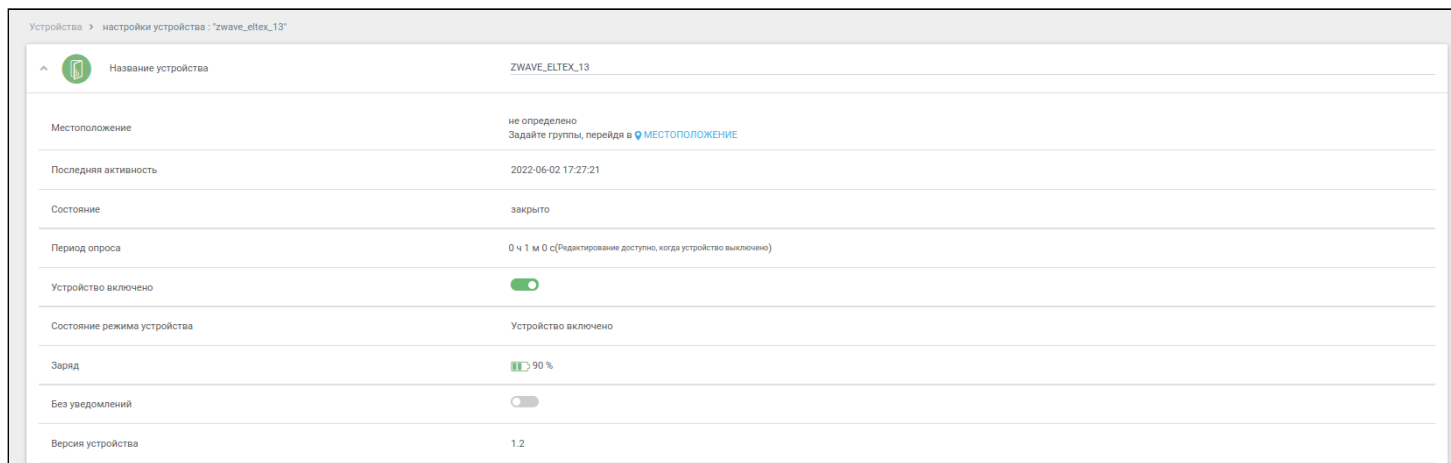 Устройства > настройки устройства : "zwave_eltex_13"
Название устройства ZWAVE_ELTEX_13
Местоположение не определено
Задайте группы, перейдя в МЕСТОПОЛОЖЕНИЕ
Последняя активность 2022-06-02 17:27:21
Состояние закрыто
Период опроса 0 ч 1 м 0 с(Редактирование доступно, когда устройство выключено)
Устройство включено
Состояние режима устройства Устройство включено
Заряд 90 %
Без уведомлений
Версия устройства 1.2